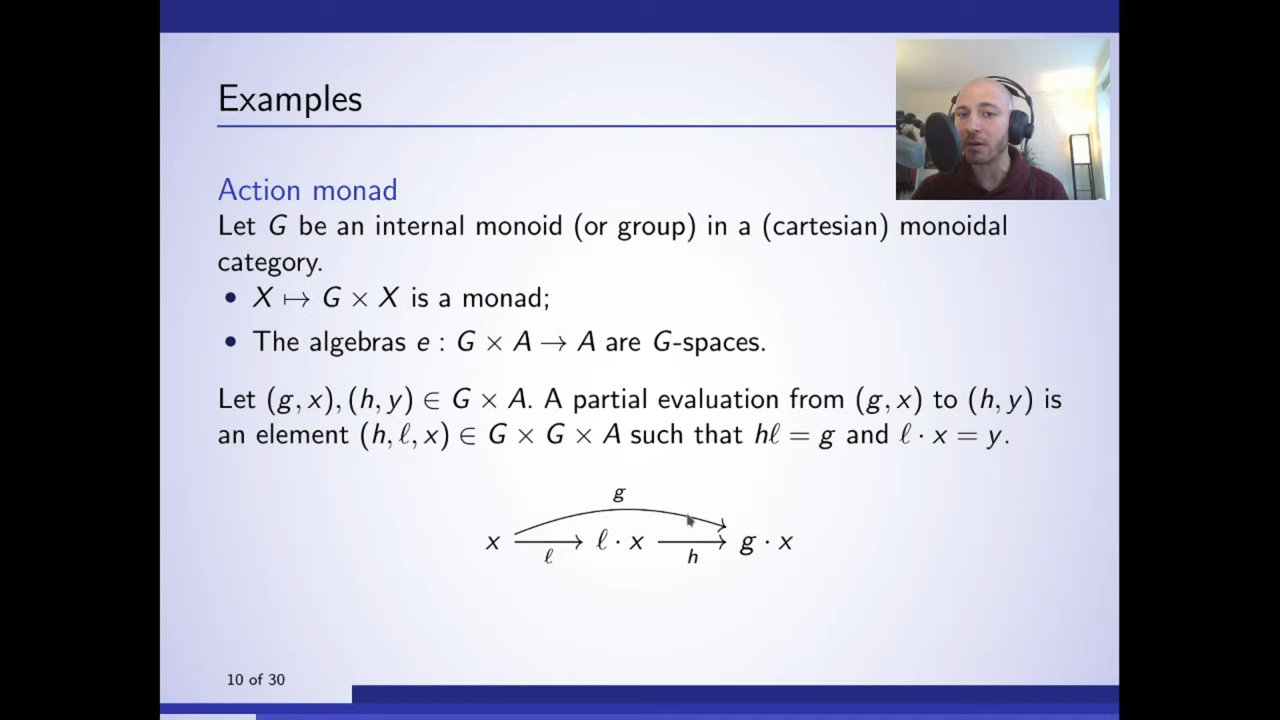 Examples
Action monad
Let G be an internal monoid (or group) in a (cartesian) monoidal
category.
• X ↦ G × X is a monad;
• The algebras e : G × A → A are G-spaces.
Let (g, x), (h, y) ∈ G × A. A partial evaluation from (g, x) to (h, y) is
an element (h, ℓ, x) ∈ G × G × A such that hℓ = g and ℓ · x = y.
g
x ℓ · x g · x
ℓ h
10 of 30